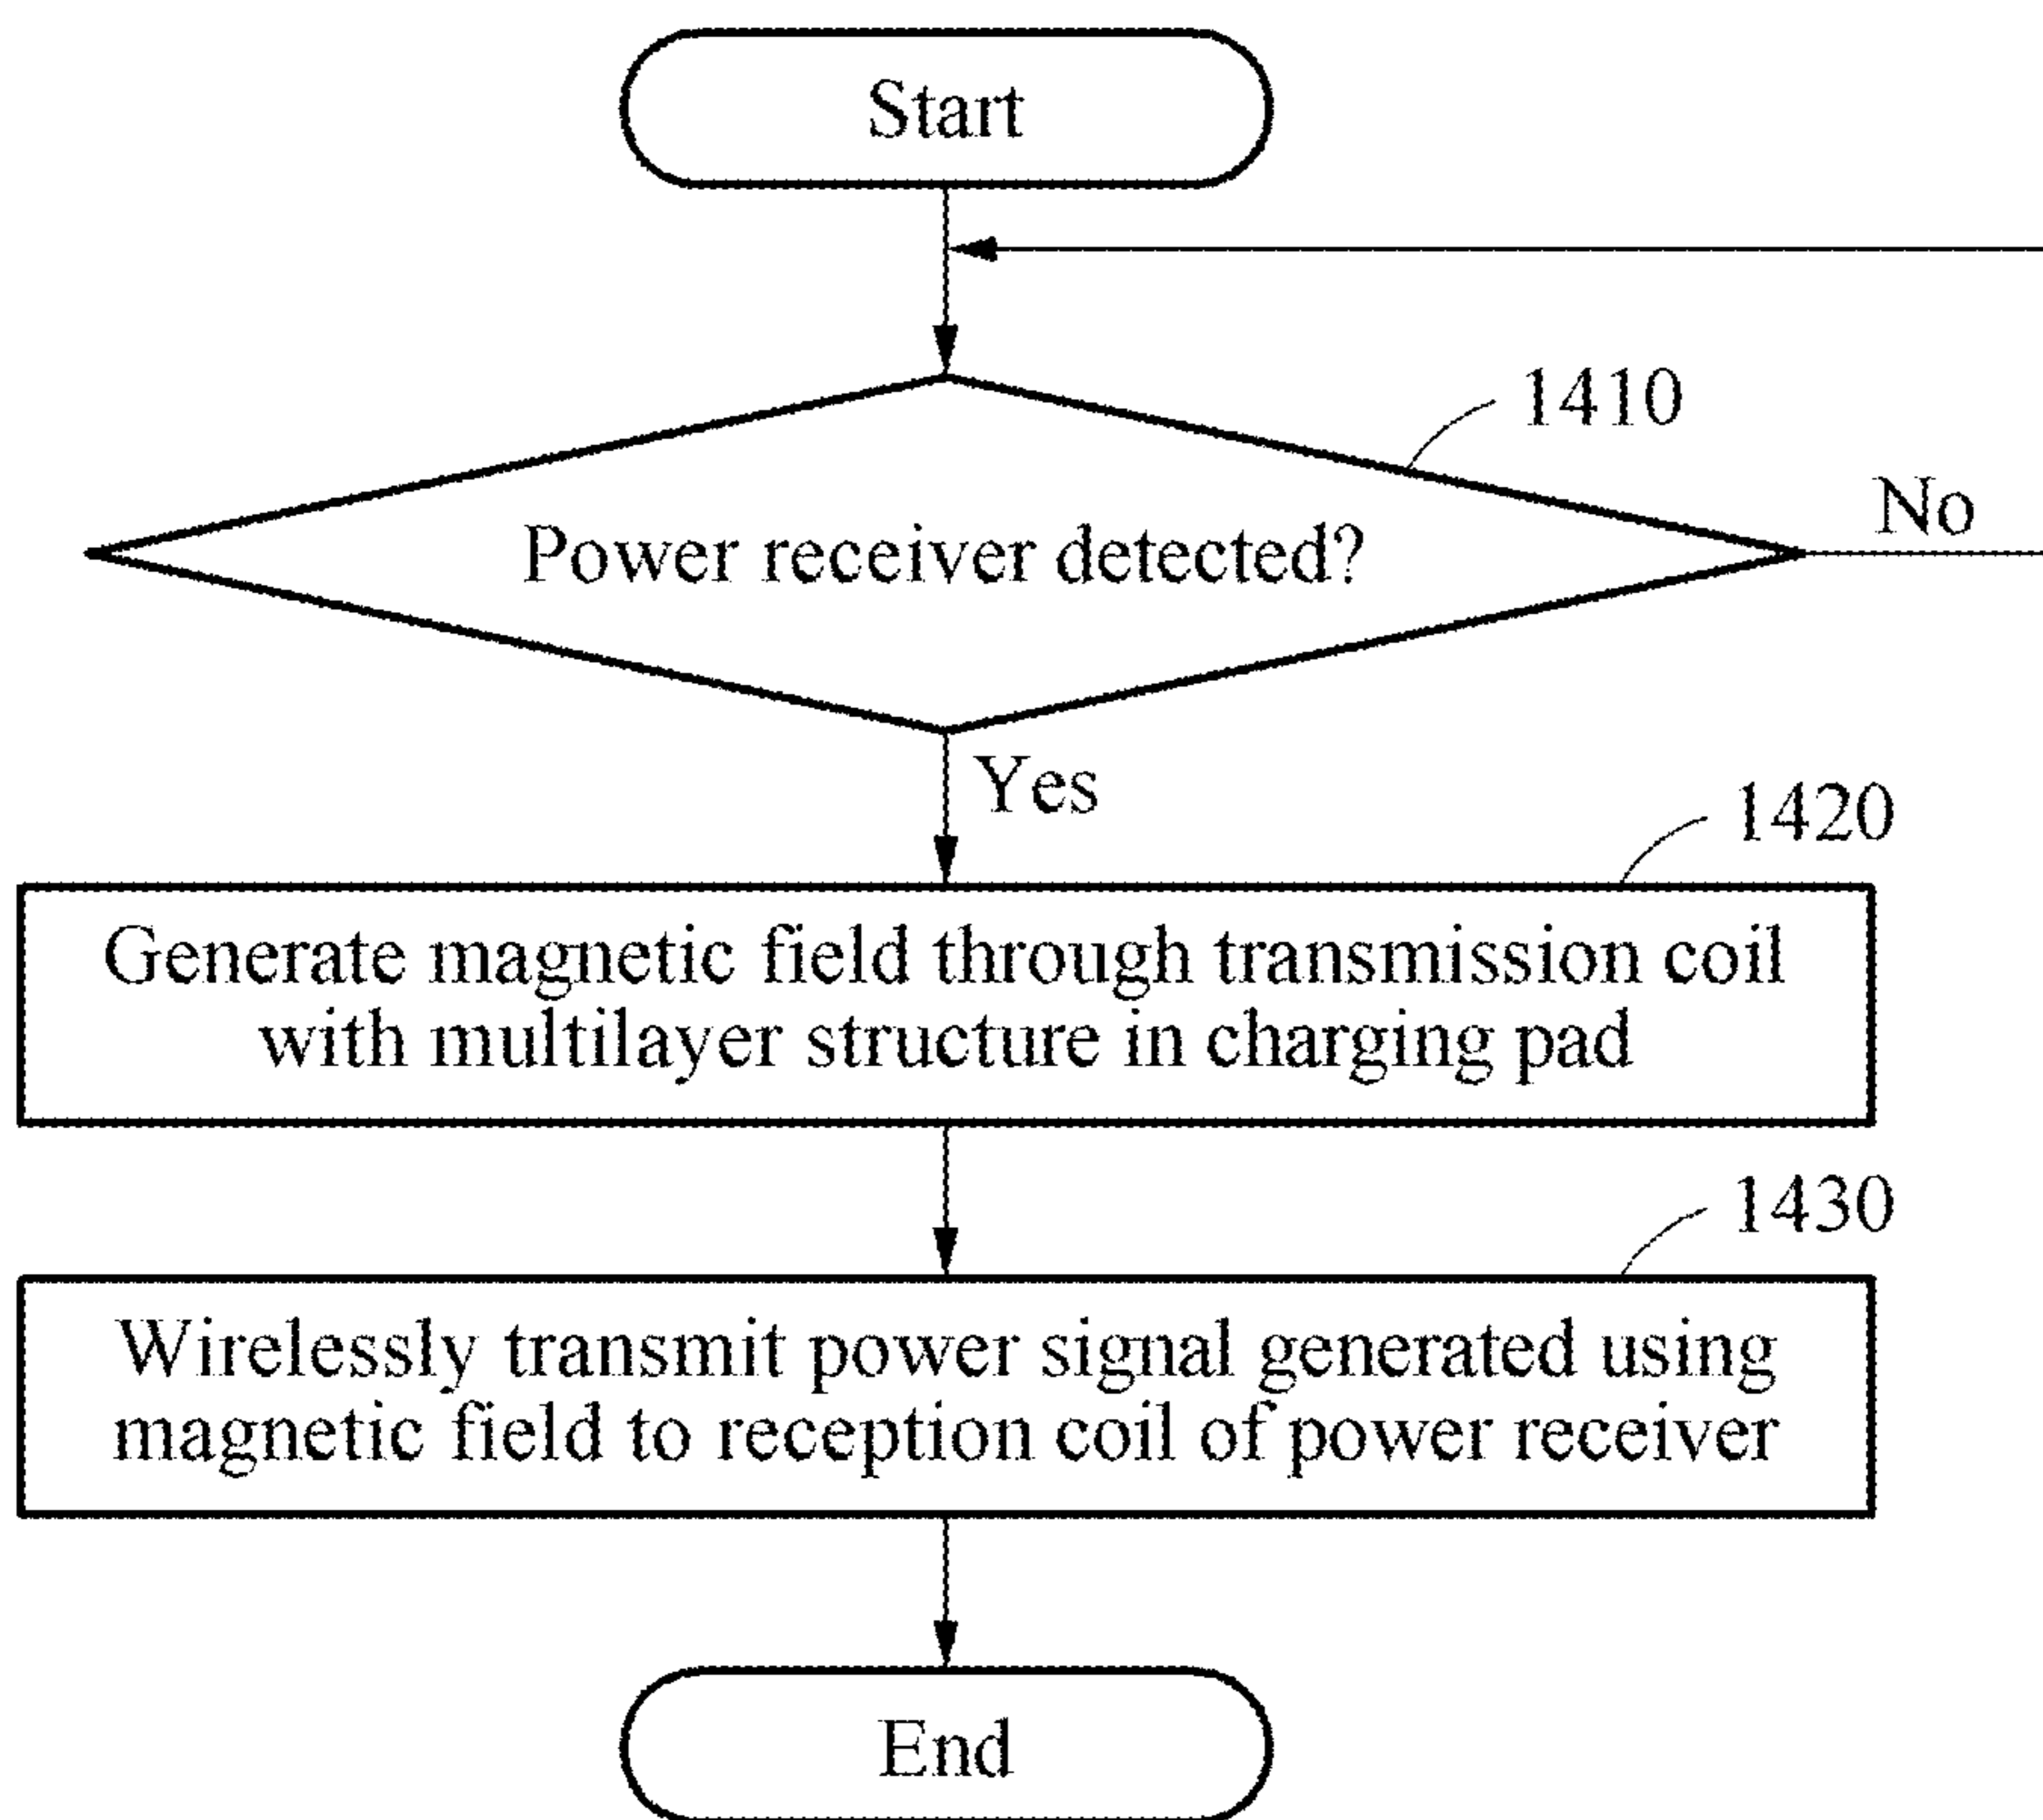 Start
1410
No
Power receiver detected?
Yes
1420
Generate magnetic field through transmission coil
with multilayer structure in charging pad
1430
Wirelessly transmit power signal generated using
magnetic field to reception coil of power receiver
End